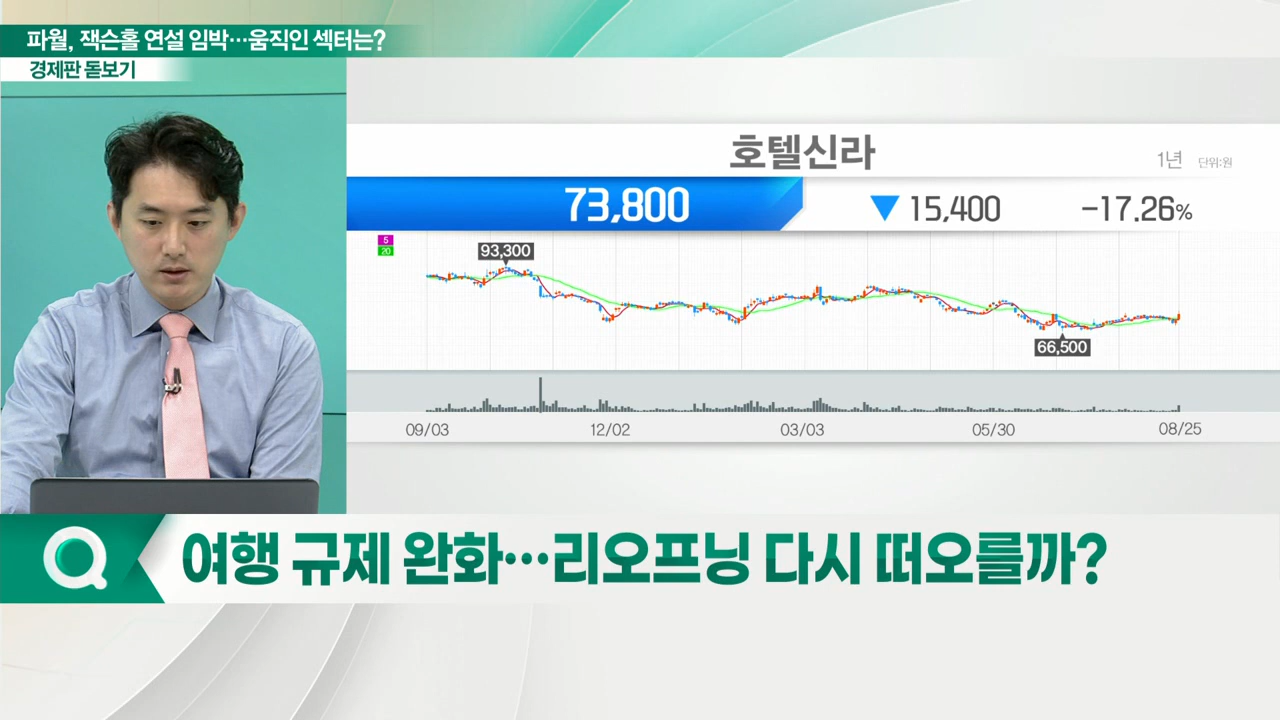 파월, 잭슨홀 연설 임박…움직인 섹터는?
경제판 돋보기
호텔신라
1년 단위:원
73,800 ▼ 15,400 -17.26%
5
20
93,300
66,500
09/03 12/02 03/03 05/30 08/25
Q 여행 규제 완화…리오프닝 다시 떠오를까?